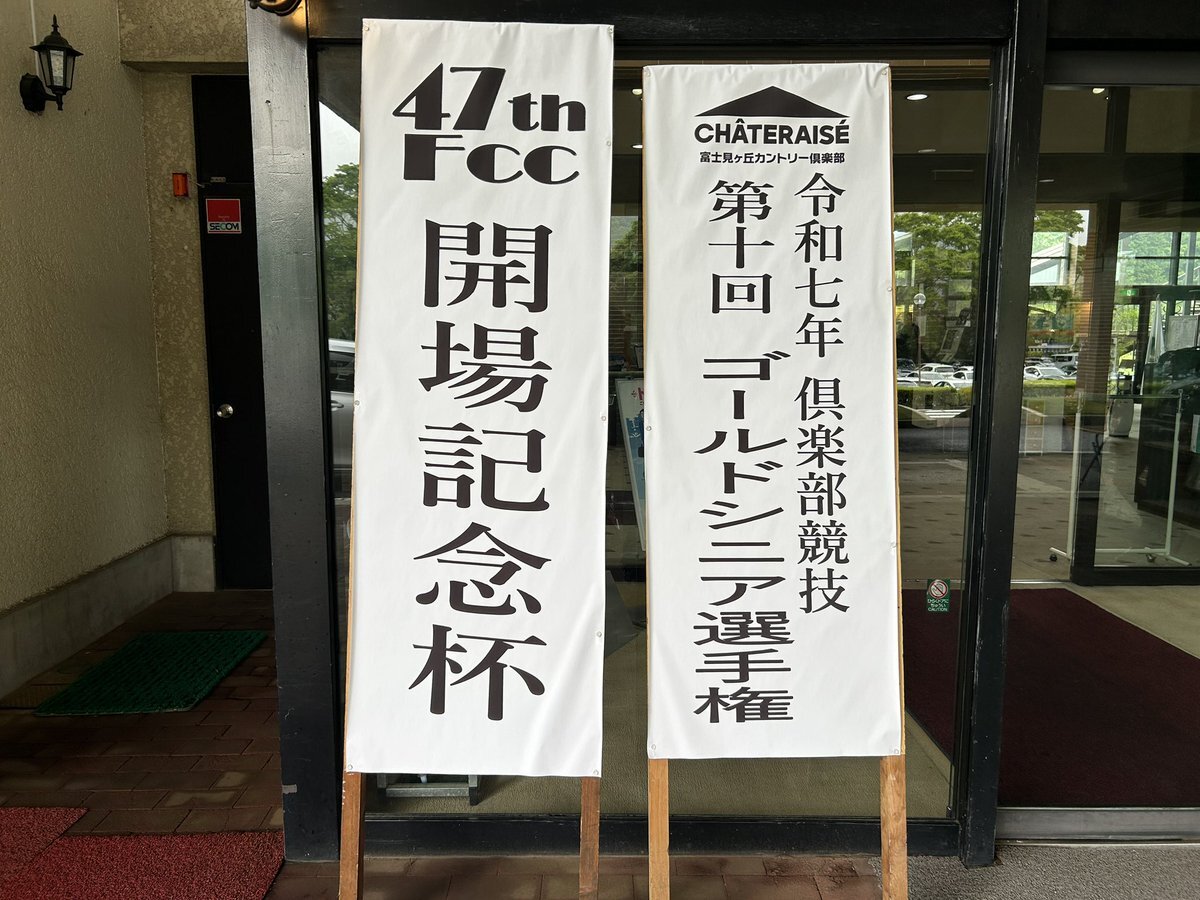 47th
FCC
開場記念杯
CHÂTERAISÉ
富士見ヶ丘カントリー倶楽部
令和七年 倶楽部競技
第十回 ゴールドシニア選手権
SECOM
CAUTION